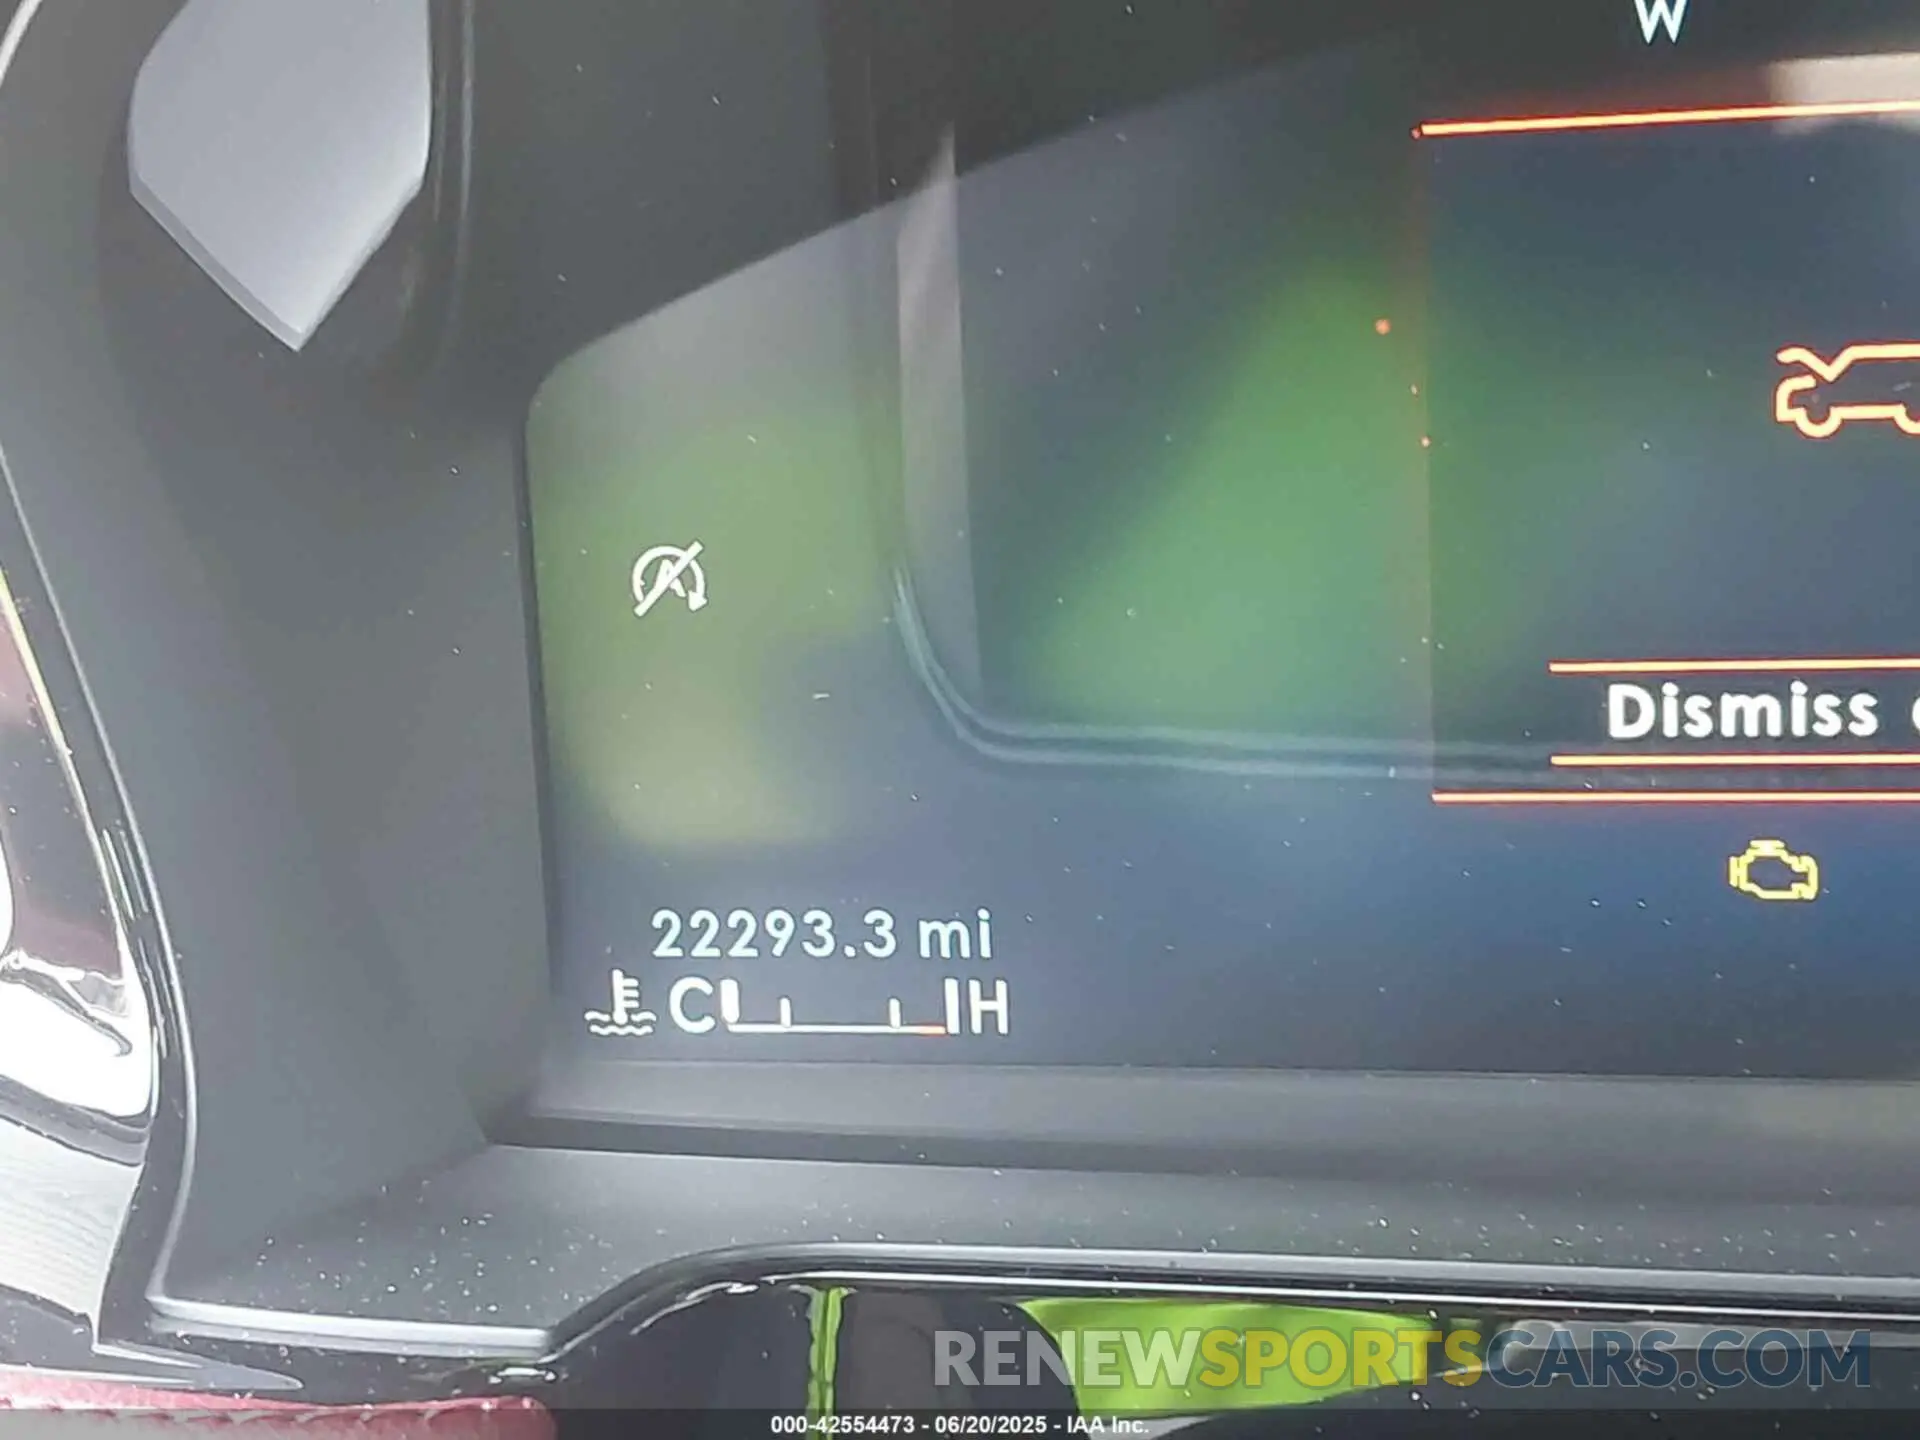 W
Dismiss
22293.3 mi
C H
RENEWSPORTSCARS.COM
000-42554473 - 06/20/2025 - IAA Inc.